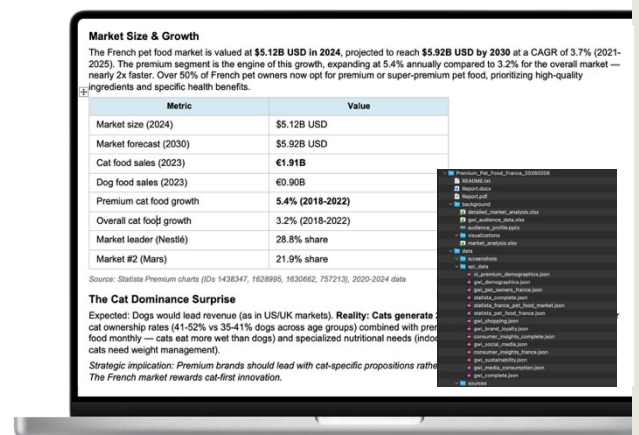 Market Size & Growth
The French pet food market is valued at $5.12B USD in 2024, projected to reach $5.92B USD by 2030 at a CAGR of 3.7% (2021-
2025). The premium segment is the engine of this growth, expanding at 5.4% annually compared to 3.2% for the overall market —
nearly 2x faster. Over 50% of French pet owners now opt for premium or super-premium pet food, prioritizing high-quality
ingredients and specific health benefits.
Metric Value
Market size (2024) $5.12B USD
Market forecast (2030) $5.92B USD
Cat food sales (2023) €1.91B
Dog food sales (2023) €0.90B
Premium cat food growth 5.4% (2018-2022)
Overall cat food growth 3.2% (2018-2022)
Market leader (Nestlé) 28.8% share
Market #2 (Mars) 21.9% share
Source: Statista Premium charts (IDs 1438347, 1628995, 1630662, 757213), 2020-2024 data
The Cat Dominance Surprise
Expected: Dogs would lead revenue (as in US/UK markets). Reality: Cats generate
cat ownership rates (41-52% vs 35-41% dogs across age groups) combined with
food monthly — cats eat more wet than dogs) and specialized nutritional needs
cats need weight management).
Strategic implication: Premium brands should lead with cat-specific propositions
The French market rewards cat-first innovation.
Premium_Pet_Food_France_20260206
README.txt
Report.docx
Report.pdf
background
detailed_market_analysis.xlsx
gwi_audience_data.xlsx
audience_profile.pptx
visualizations
market_analysis.xlsx
data
screenshots
api_data
ci_premium_demographics.json
gwi_demographics.json
gwi_pet_owners_france.json
statista_complete.json
statista_france_pet_food_market.json
statista_pet_food_france.json
gwi_shopping.json
gwi_brand_loyalty.json
consumer_insights_complete.json
gwi_social_media.json
consumer_insights_france.json
gwi_sustainability.json
gwi_media_consumption.json
gwi_complete.json
sources